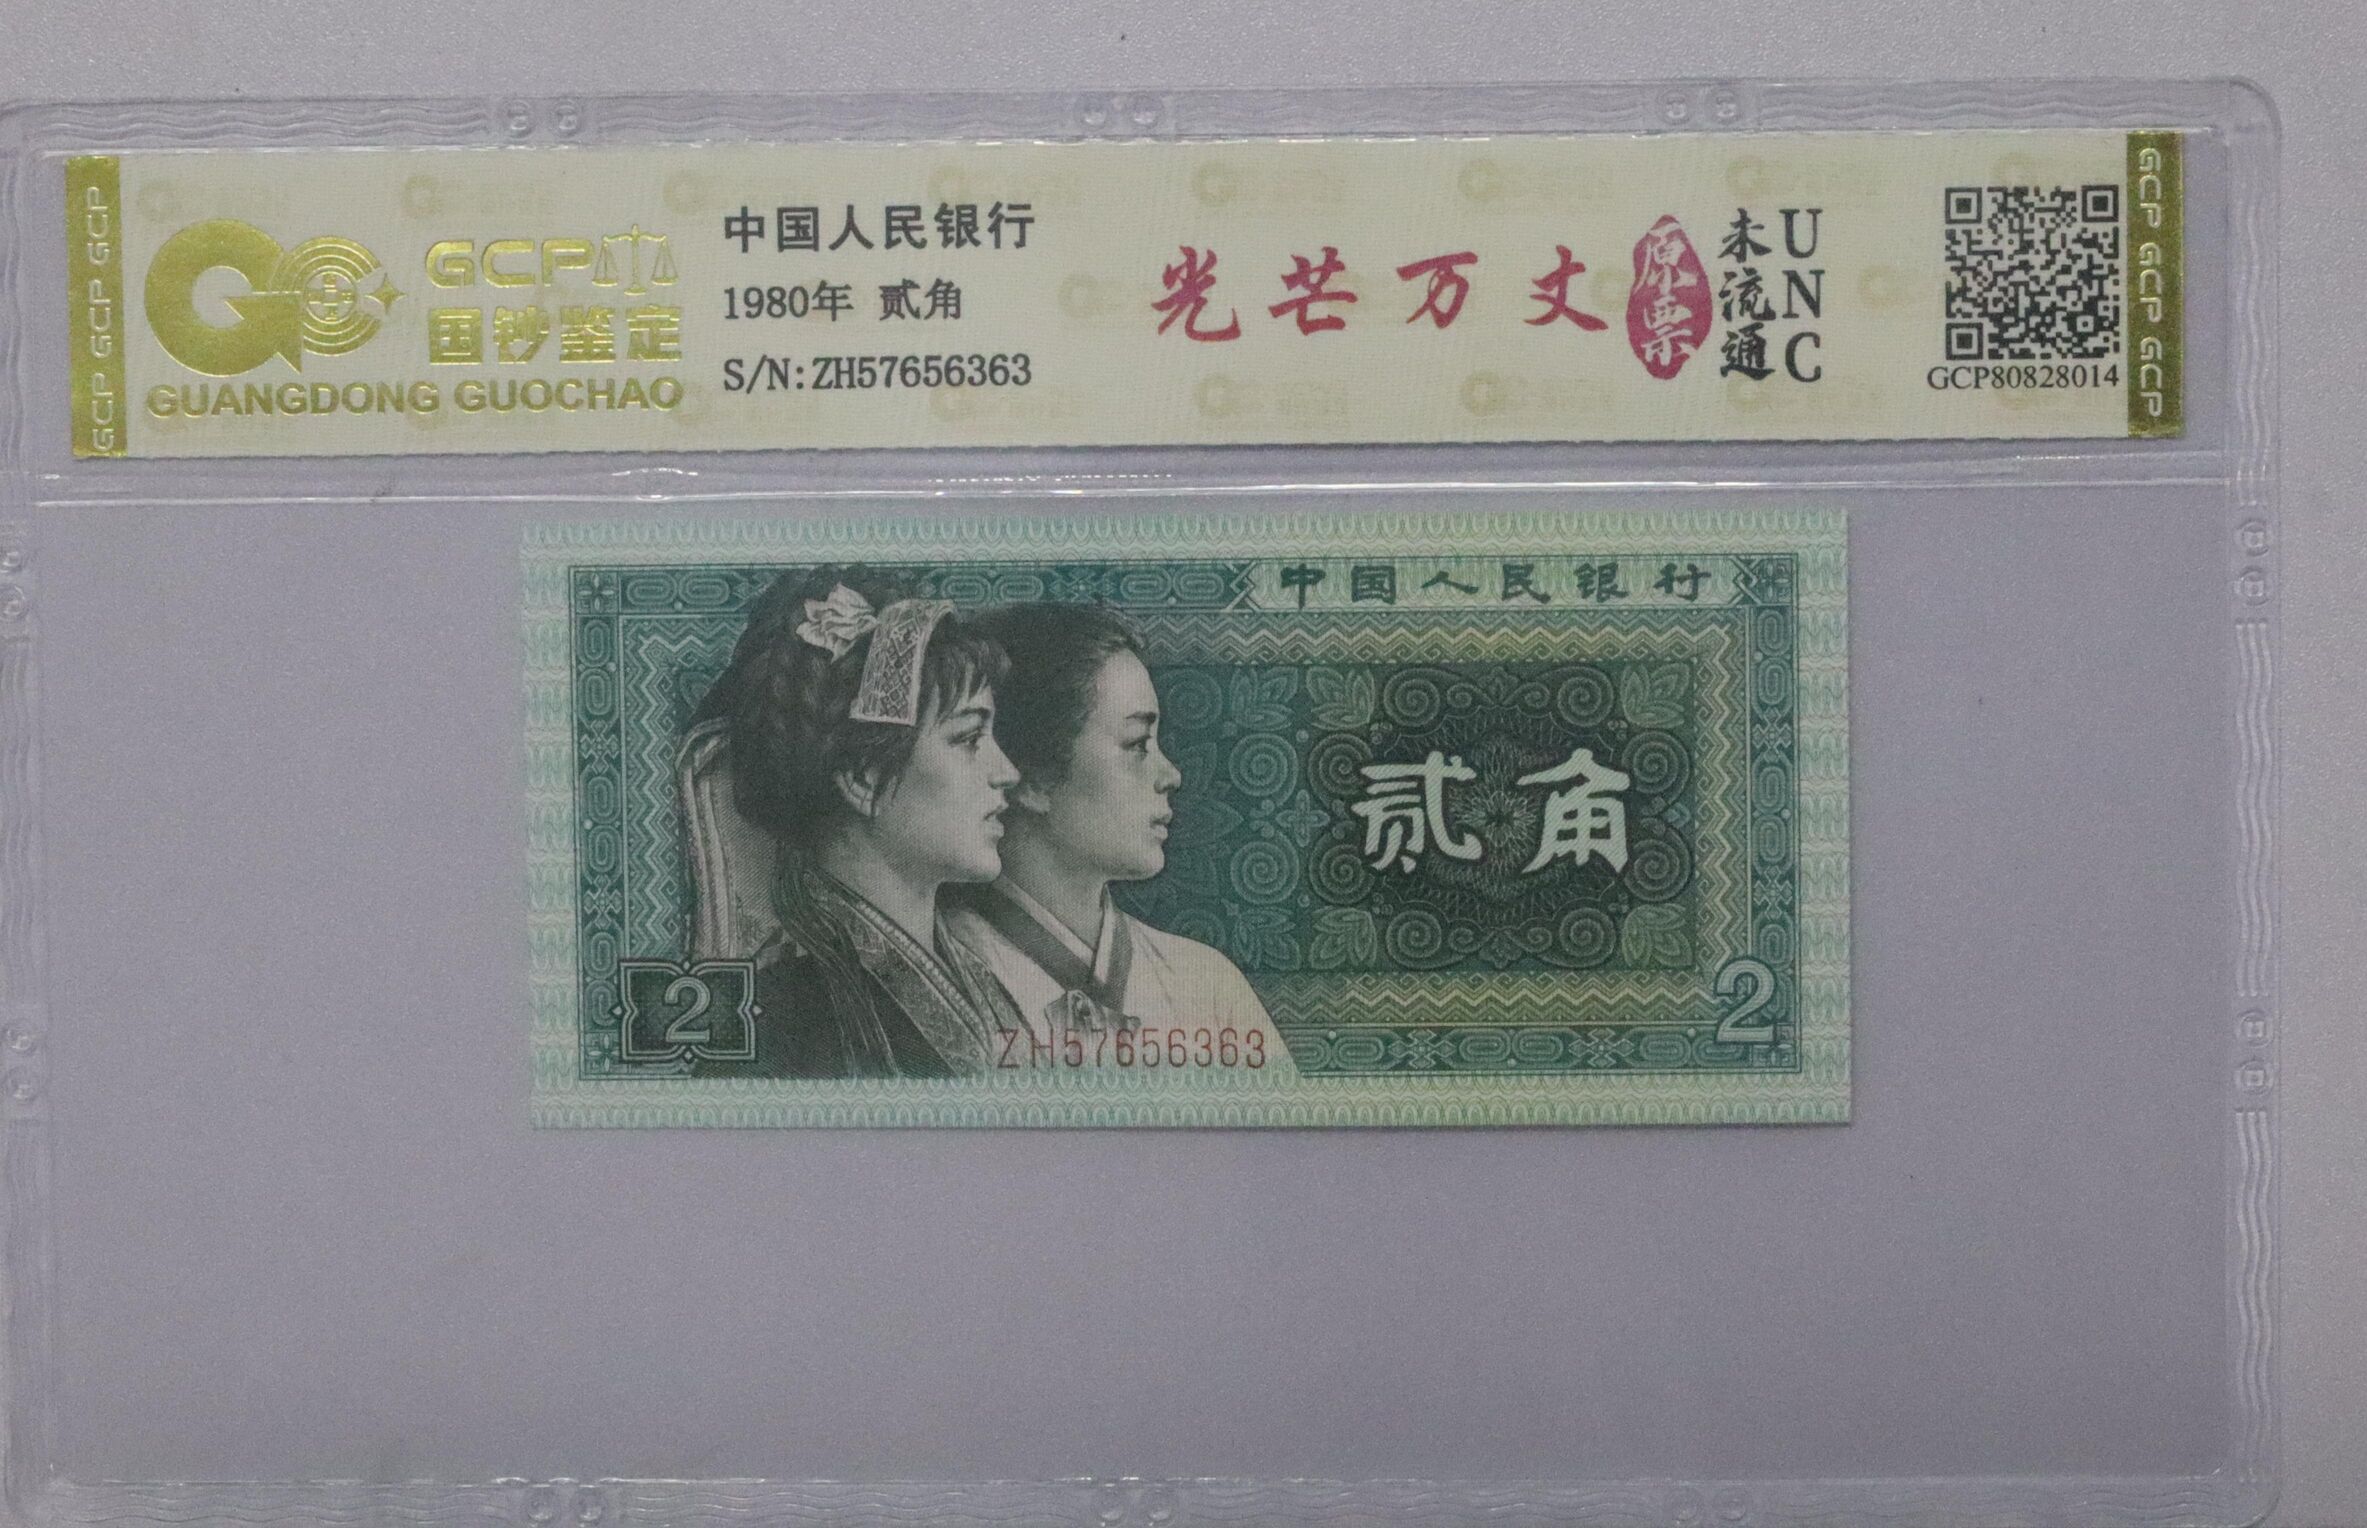 GCP GCP GCP
GCP
国钞鉴定
GUANGDONG GUOCHAO
中国人民银行
1980年 贰角
S/N:ZH57656363
光芒万丈
原票
未流通
UNC
GCP80828014
GCP GCP GCP
中国人民银行
贰角
2
2
ZH57656363